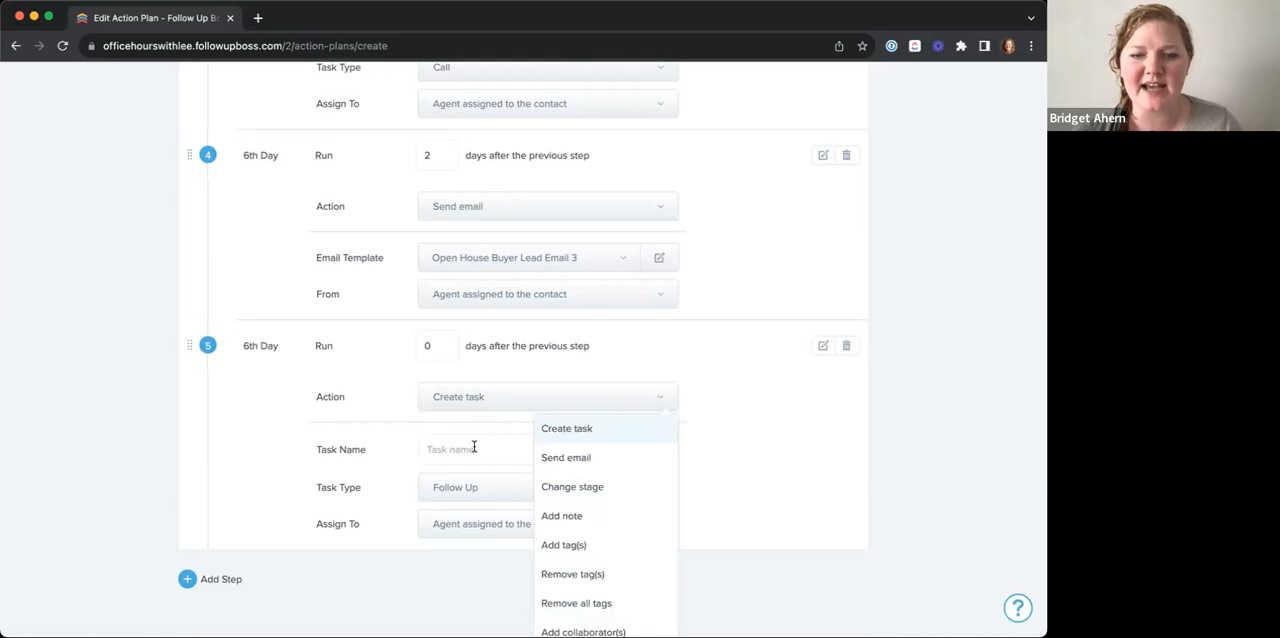 Edit Action Plan - Follow Up Bo
officehourswithlee.followupboss.com/2/action-plans/create
Bridget Ahern
Task Type
Call
Assign To
Agent assigned to the contact
4
6th Day
Run
2
days after the previous step
Action
Send email
Email Template
Open House Buyer Lead Email 3
From
Agent assigned to the contact
5
6th Day
Run
0
days after the previous step
Action
Create task
Create task
Task Name
Task name
Send email
Task Type
Follow Up
Change stage
Assign To
Agent assigned to the
Add note
Add tag(s)
Remove tag(s)
Remove all tags
Add collaborator(s)
Add Step
?